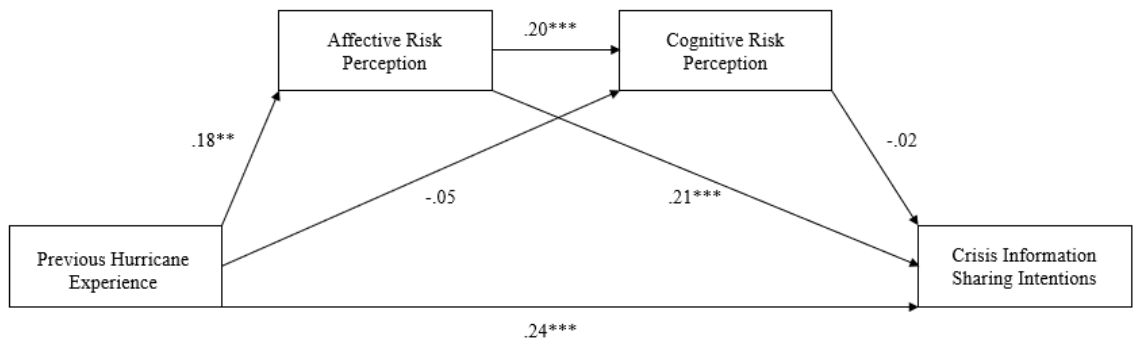 .20***
Affective Risk
Perception
Cognitive Risk
Perception
.18**
-.02
-.05
.21***
Previous Hurricane
Experience
Crisis Information
Sharing Intentions
.24***